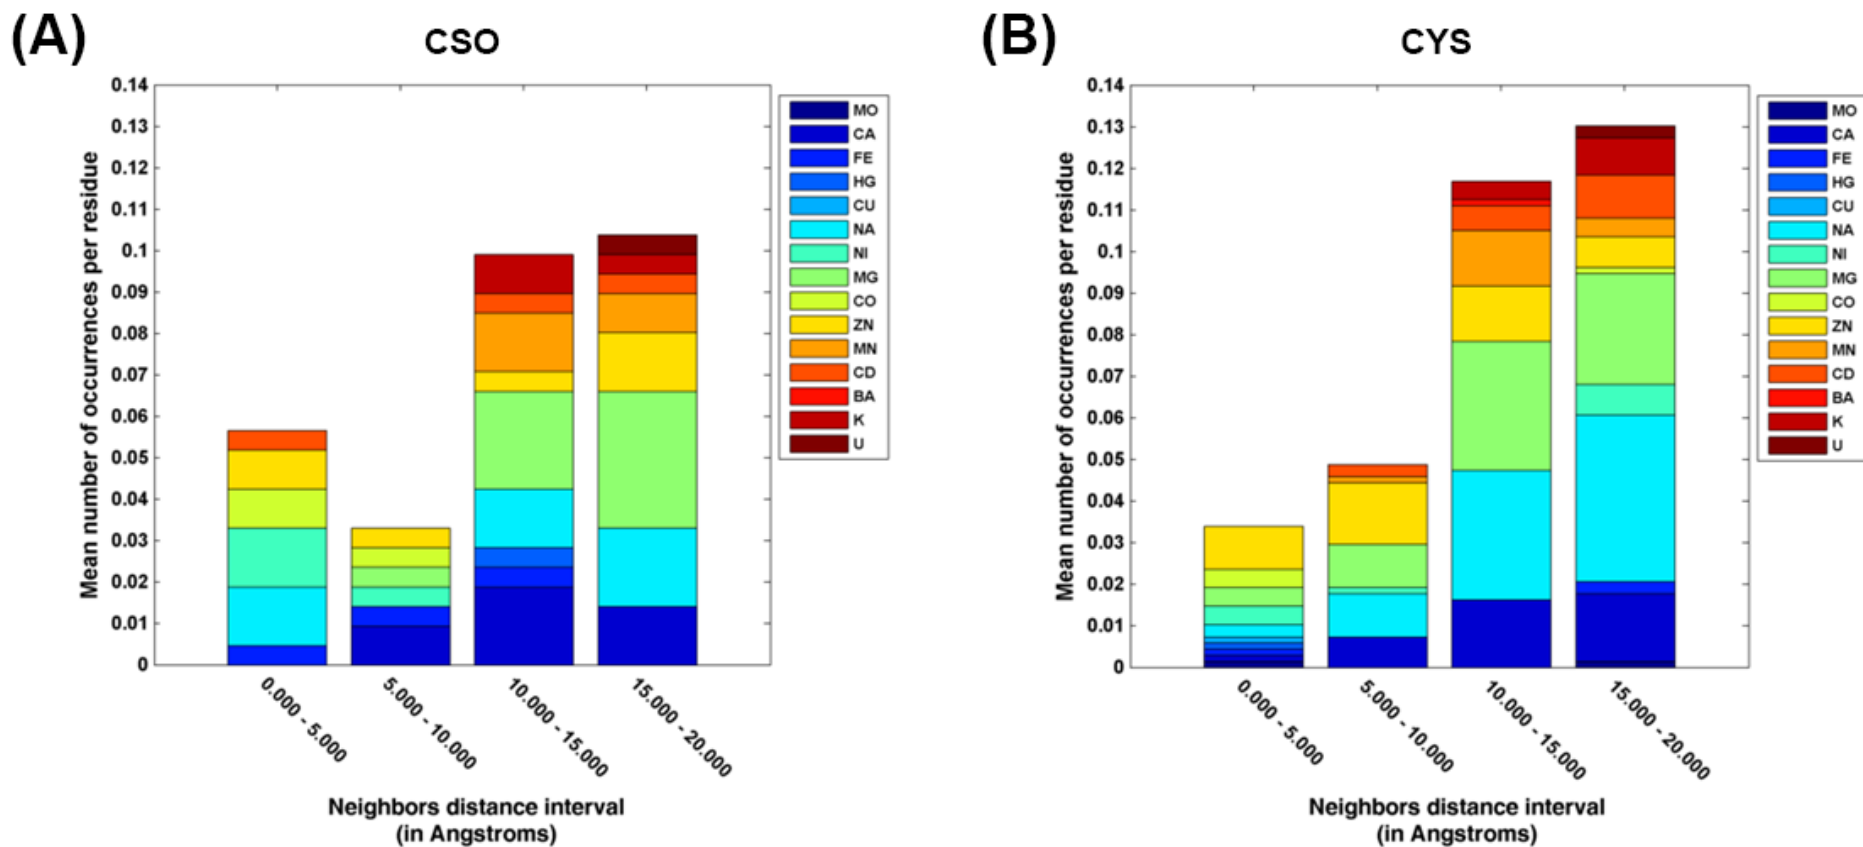 (A)
CSO
0.14
0.13
0.12
0.11
0.1
0.09
0.08
0.07
0.06
0.05
0.04
0.03
0.02
0.01
0
Mean number of occurrences per residue
0.000 - 5.000
5.000 - 10.000
10.000 - 15.000
15.000 - 20.000
Neighbors distance interval
(in Angstroms)
MO
CA
FE
HG
CU
NA
NI
MG
CO
ZN
MN
CD
BA
K
U
(B)
CYS
0.14
0.13
0.12
0.11
0.1
0.09
0.08
0.07
0.06
0.05
0.04
0.03
0.02
0.01
0
Mean number of occurrences per residue
0.000 - 5.000
5.000 - 10.000
10.000 - 15.000
15.000 - 20.000
Neighbors distance interval
(in Angstroms)
MO
CA
FE
HG
CU
NA
NI
MG
CO
ZN
MN
CD
BA
K
U